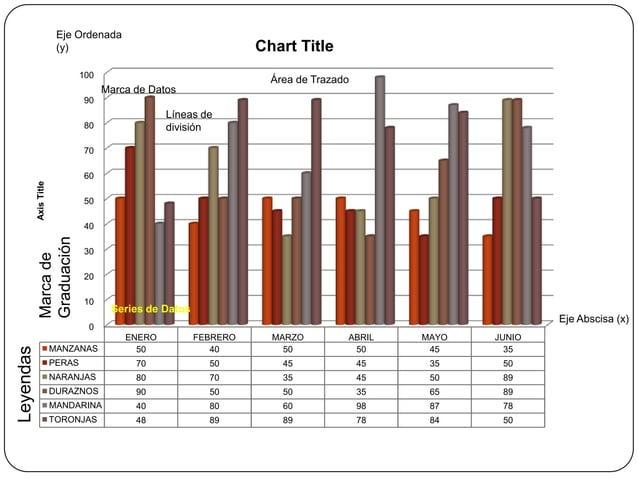 Eje Ordenada
(y)
Chart Title
Marca de Datos
Área de Trazado
Líneas de
división
100
90
80
70
60
50
40
30
20
10
0
Axis Title
Marca de
Graduación
Series de Datos
Eje Abscisa (x)
ENERO FEBRERO MARZO ABRIL MAYO JUNIO
Leyendas
MANZANAS 50 40 50 50 45 35
PERAS 70 50 45 45 35 50
NARANJAS 80 70 35 45 50 89
DURAZNOS 90 50 50 35 65 89
MANDARINA 40 80 60 98 87 78
TORONJAS 48 89 89 78 84 50